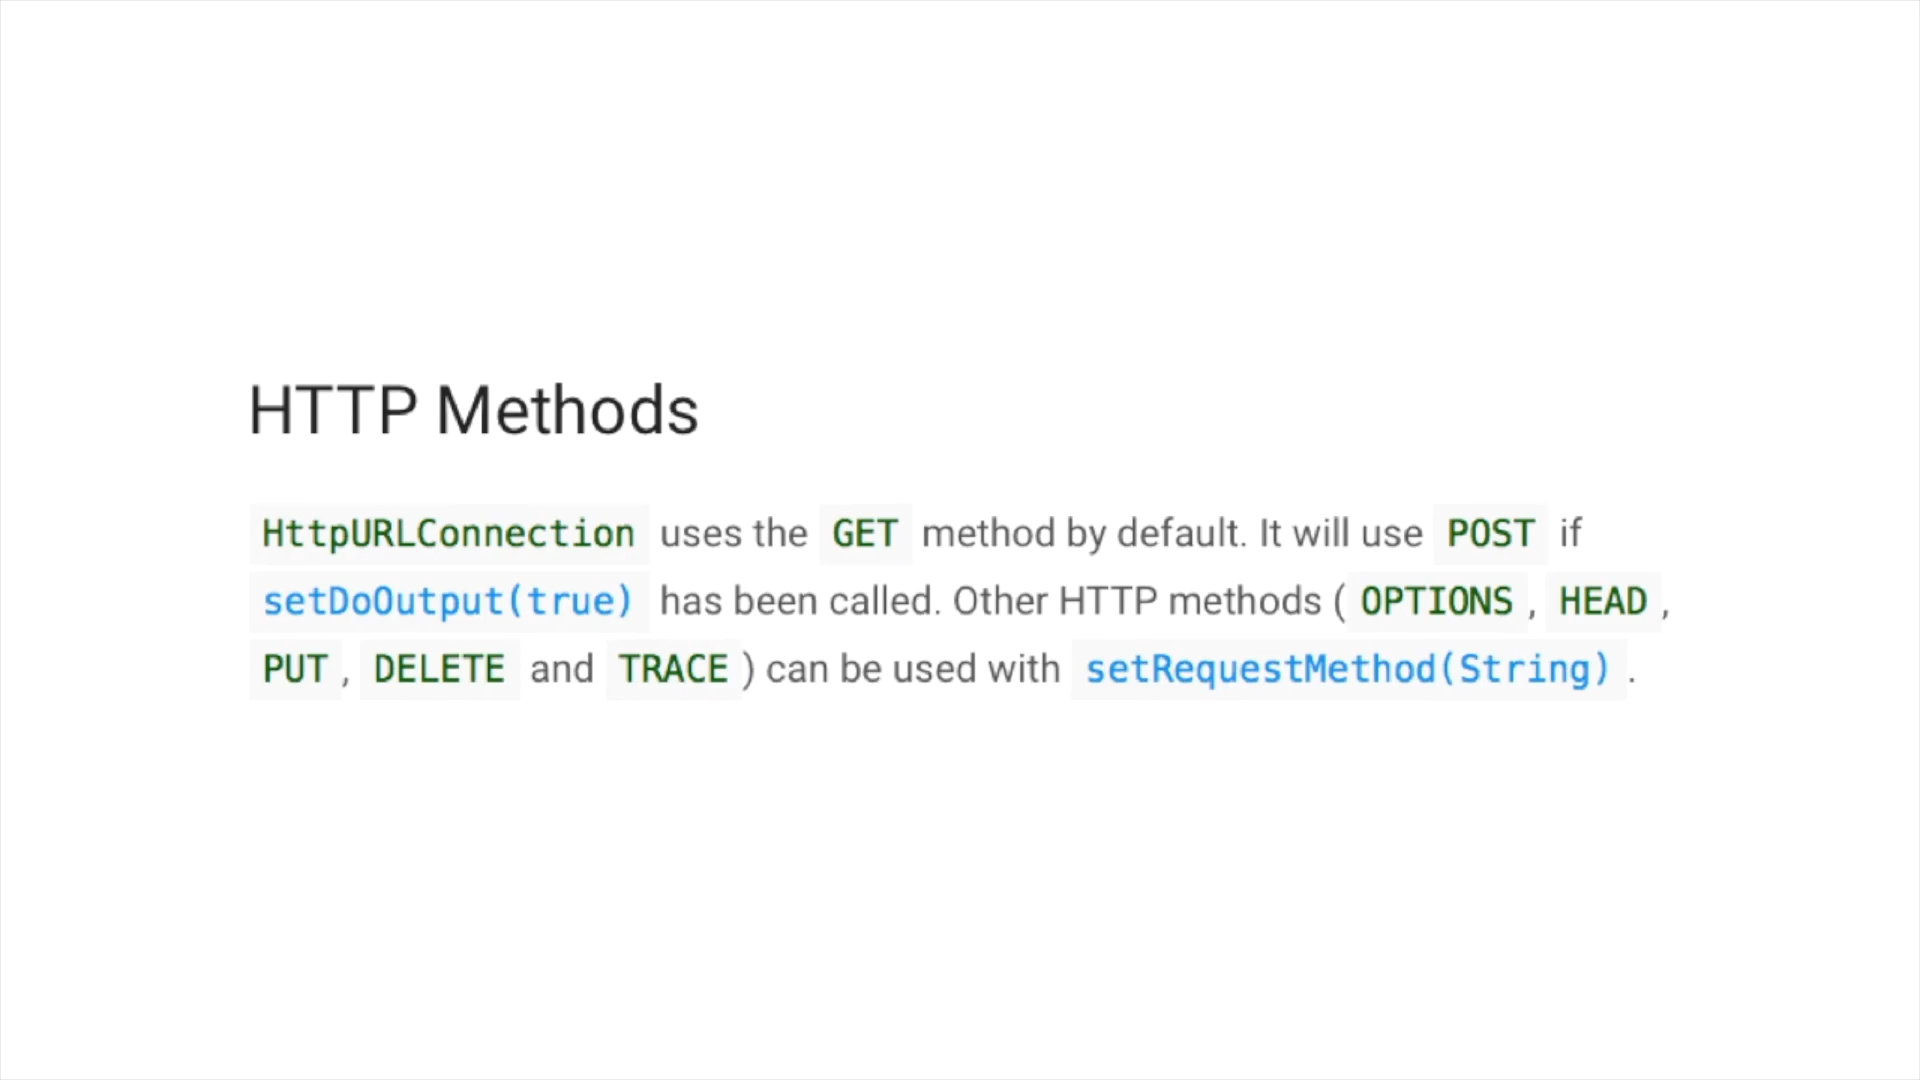 HTTP Methods
HttpURLConnection uses the GET method by default. It will use POST if
setDoOutput(true) has been called. Other HTTP methods ( OPTIONS , HEAD ,
PUT , DELETE and TRACE ) can be used with setRequestMethod(String) .